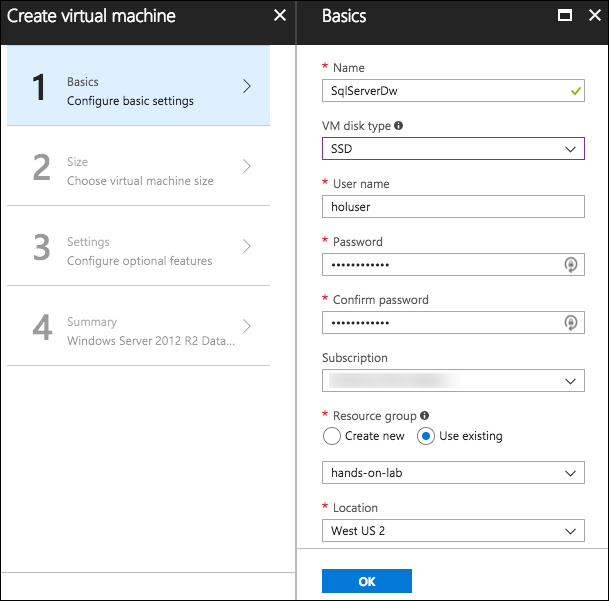 Create virtual machine
1
Basics
Configure basic settings
2
Size
Choose virtual machine size
3
Settings
Configure optional features
4
Summary
Windows Server 2012 R2 Data...
Basics
* Name
SqlServerDw
VM disk type
SSD
* User name
holuser
* Password
••••••••••••
* Confirm password
••••••••••••
Subscription
* Resource group
Create new Use existing
hands-on-lab
* Location
West US 2
OK